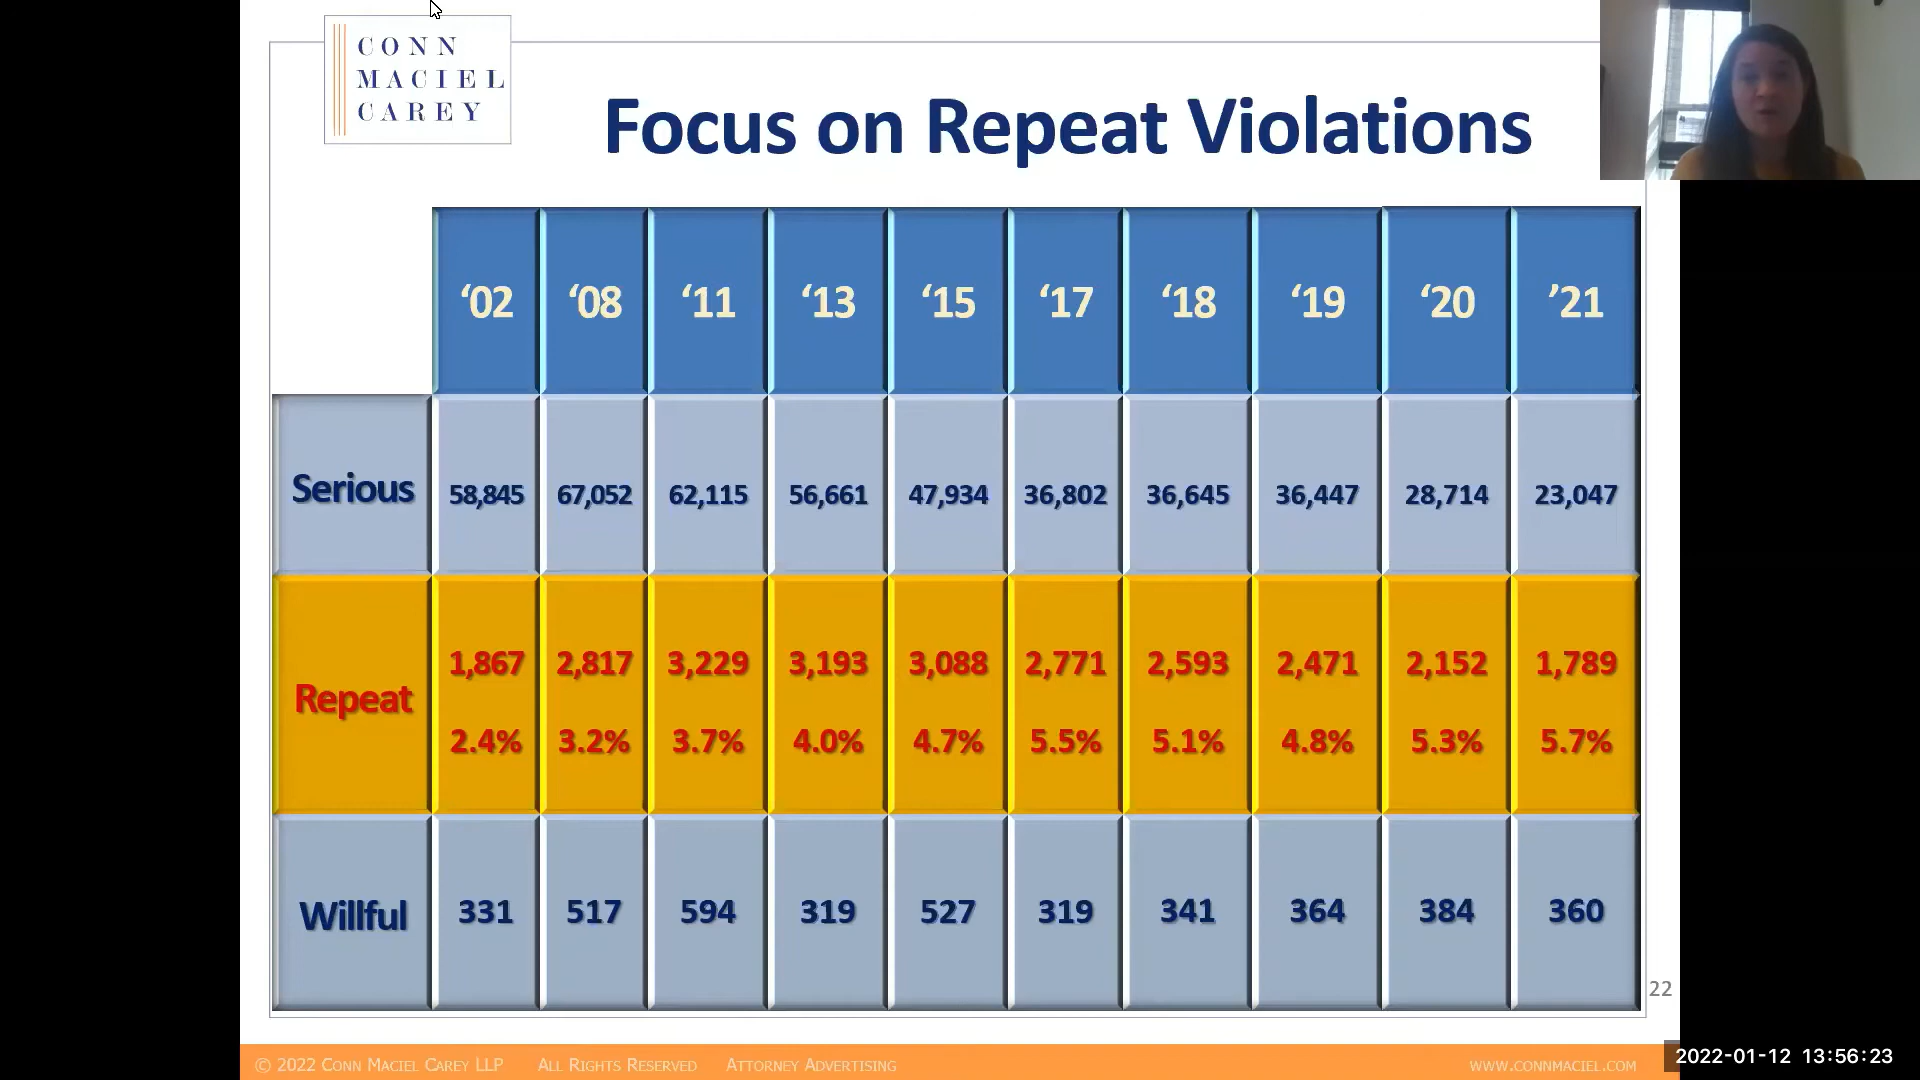 CONN
MACIEL
CAREY
Focus on Repeat Violations
‘02 ‘08 ‘11 ‘13 ‘15 ‘17 ‘18 ‘19 ‘20 ’21
Serious 58,845 67,052 62,115 56,661 47,934 36,802 36,645 36,447 28,714 23,047
Repeat 1,867 2,817 3,229 3,193 3,088 2,771 2,593 2,471 2,152 1,789
2.4% 3.2% 3.7% 4.0% 4.7% 5.5% 5.1% 4.8% 5.3% 5.7%
Willful 331 517 594 319 527 319 341 364 384 360
22
© 2022 CONN MACIEL CAREY LLP ALL RIGHTS RESERVED ATTORNEY ADVERTISING WWW.CONNMACIEL.COM
2022-01-12 13:56:23